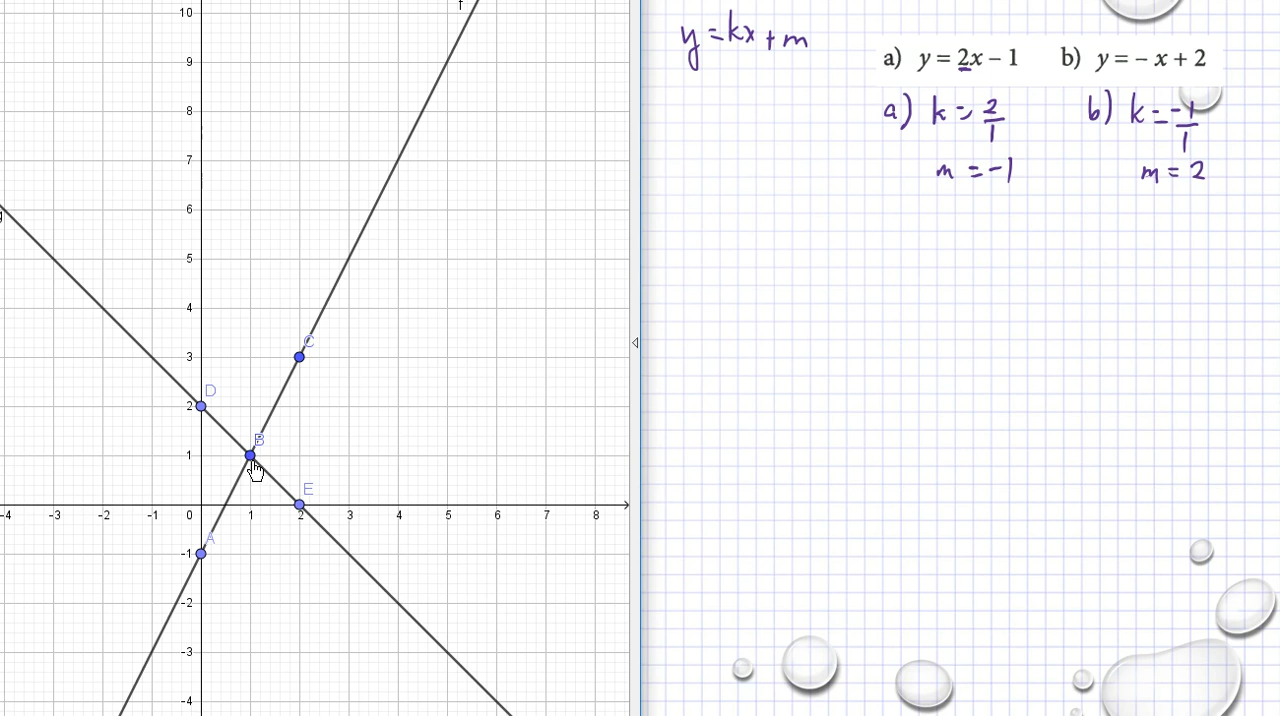 10
f
9
8
7
6
g
5
4
3
C
D
2
B
1
E
-4 -3 -2 -1 0 1 2 3 4 5 6 7 8
A
-1
-2
-3
-4
y = kx + m
a) y = 2x – 1 b) y = – x + 2
a) k = 2/1 b) k = -1/1
m = -1 m = 2